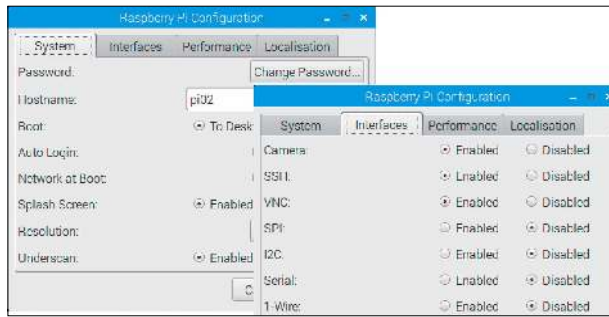 Raspberry Pi Configuration
System Interfaces Performance Localisation
Password: Change Password...
Hostname: pi02
Boot: To Desk
Auto Login:
Network at Boot:
Splash Screen: Enabled
Resolution:
Underscan: Enabled
C
Raspberry Pi Configuration
System Interfaces Performance Localisation
Camera: Enabled Disabled
SSH: Enabled Disabled
VNC: Enabled Disabled
SPI: Enabled Disabled
I2C: Enabled Disabled
Serial: Enabled Disabled
1-Wire: Enabled Disabled